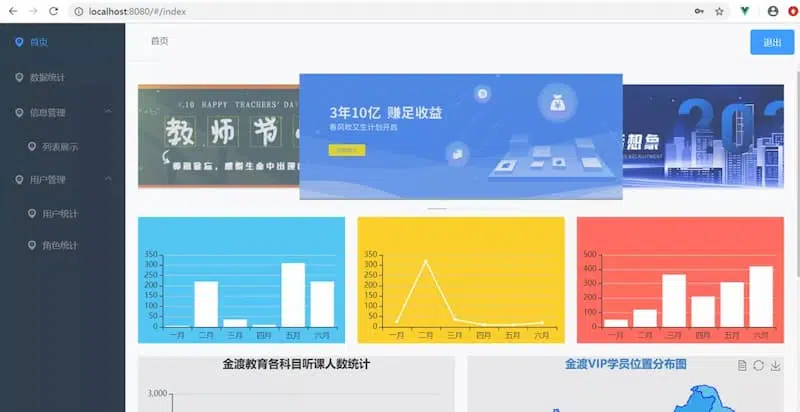 localhost:8080/#/index
首页
数据统计
信息管理
列表展示
用户管理
用户统计
角色统计
首页
退出
.10 HAPPY TEACHERS' DA
教师节
3年10亿 赚足收益
春风吹又生计划开启
想象
RECRUITMENT
350
300
250
200
150
100
50
0
一月 二月 三月 四月 五月 六月
350
300
250
200
150
100
50
0
一月 二月 三月 四月 五月 六月
500
400
300
200
100
0
一月 二月 三月 四月 五月 六月
金渡教育各科目听课人数统计
3,000
金渡VIP学员位置分布图